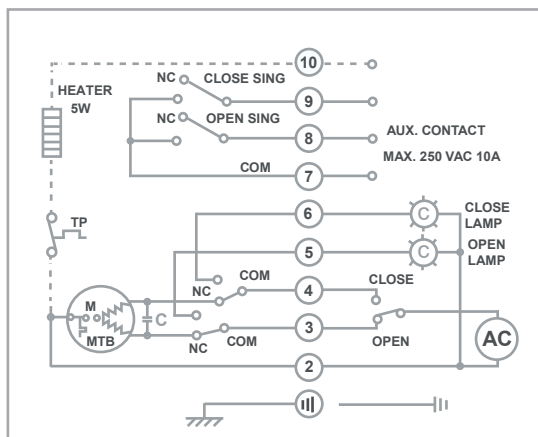 10
HEATER
5W
NC CLOSE SING
9
NC OPEN SING
8
AUX. CONTACT
MAX. 250 VAC 10A
COM
7
6
C
CLOSE
LAMP
TP
5
C
OPEN
LAMP
COM
4
CLOSE
NC
M
C
MTB
NC
COM
3
OPEN
AC
2